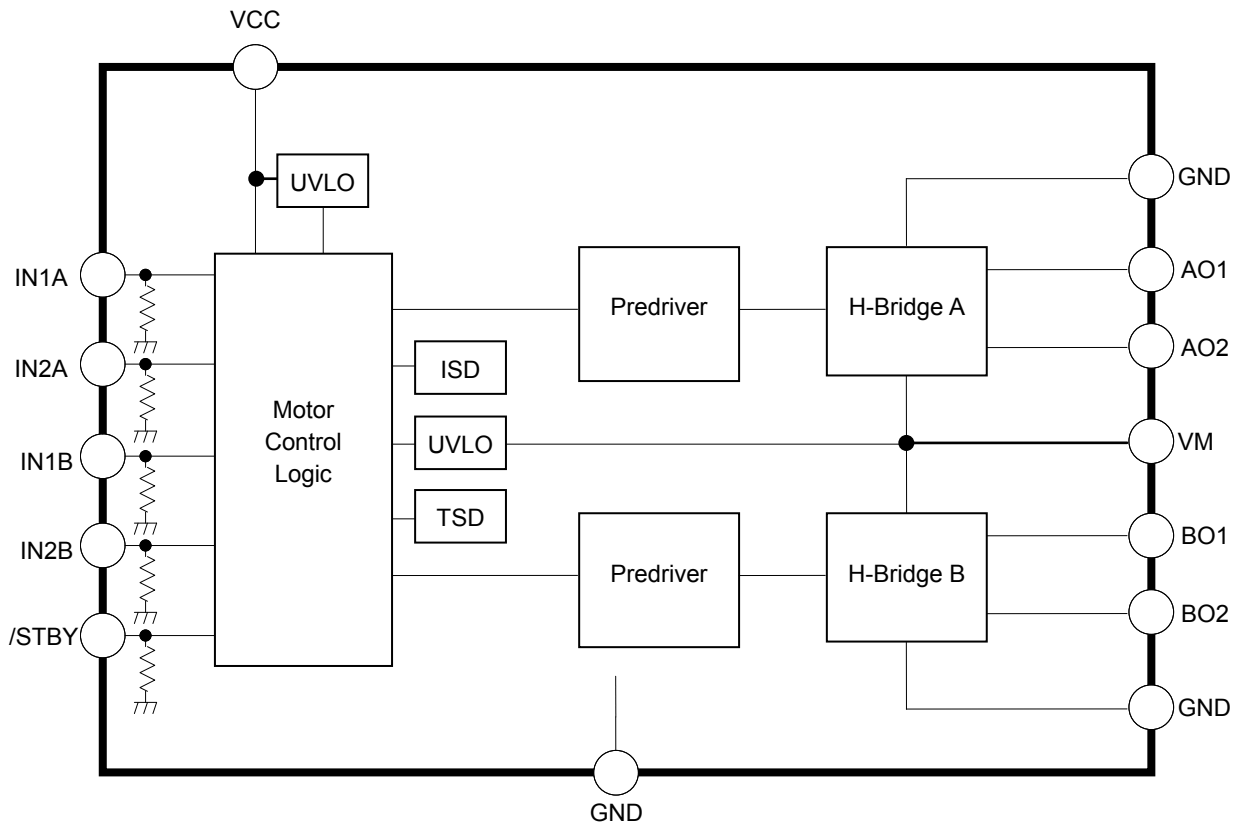 VCC
UVLO
GND
IN1A
AO1
Predriver
H-Bridge A
AO2
IN2A
ISD
Motor
Control
Logic
UVLO
VM
IN1B
TSD
BO1
IN2B
Predriver
H-Bridge B
BO2
/STBY
GND
GND